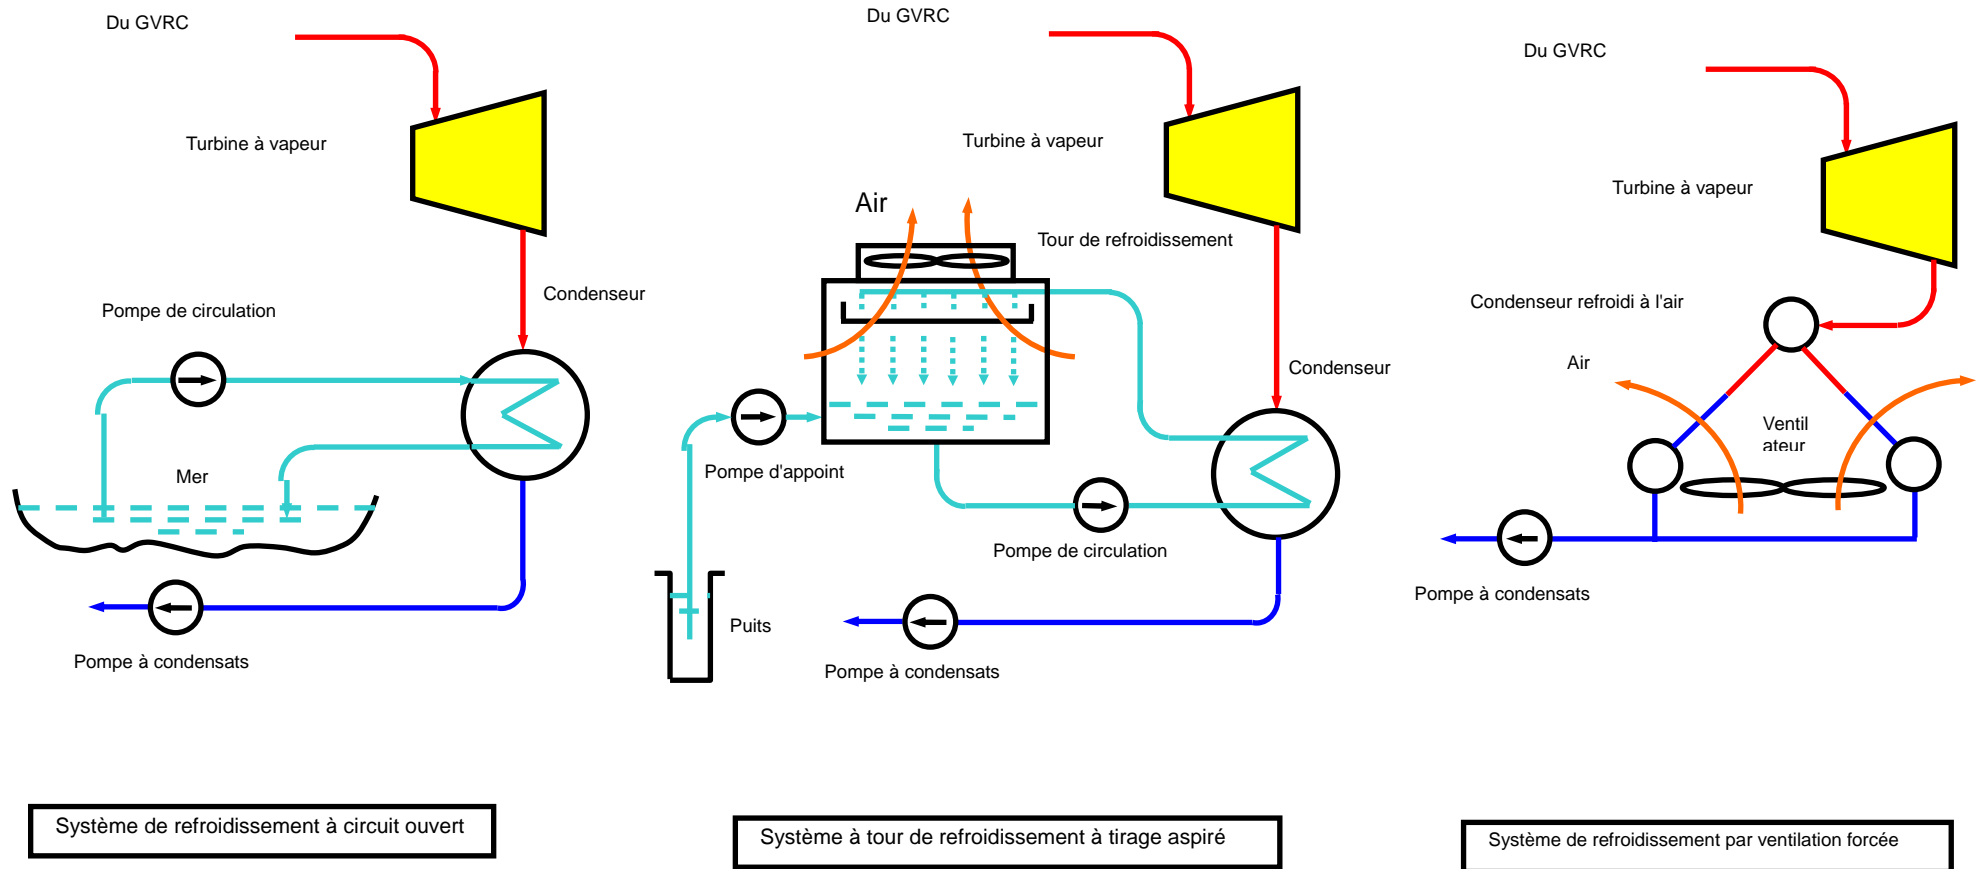 Du GVRC
Turbine à vapeur
Condenseur
Pompe de circulation
Mer
Pompe à condensats
Système de refroidissement à circuit ouvert
Du GVRC
Turbine à vapeur
Air
Tour de refroidissement
Condenseur
Pompe d'appoint
Pompe de circulation
Puits
Pompe à condensats
Système à tour de refroidissement à tirage aspiré
Du GVRC
Turbine à vapeur
Condenseur refroidi à l'air
Air
Ventil
ateur
Pompe à condensats
Système de refroidissement par ventilation forcée